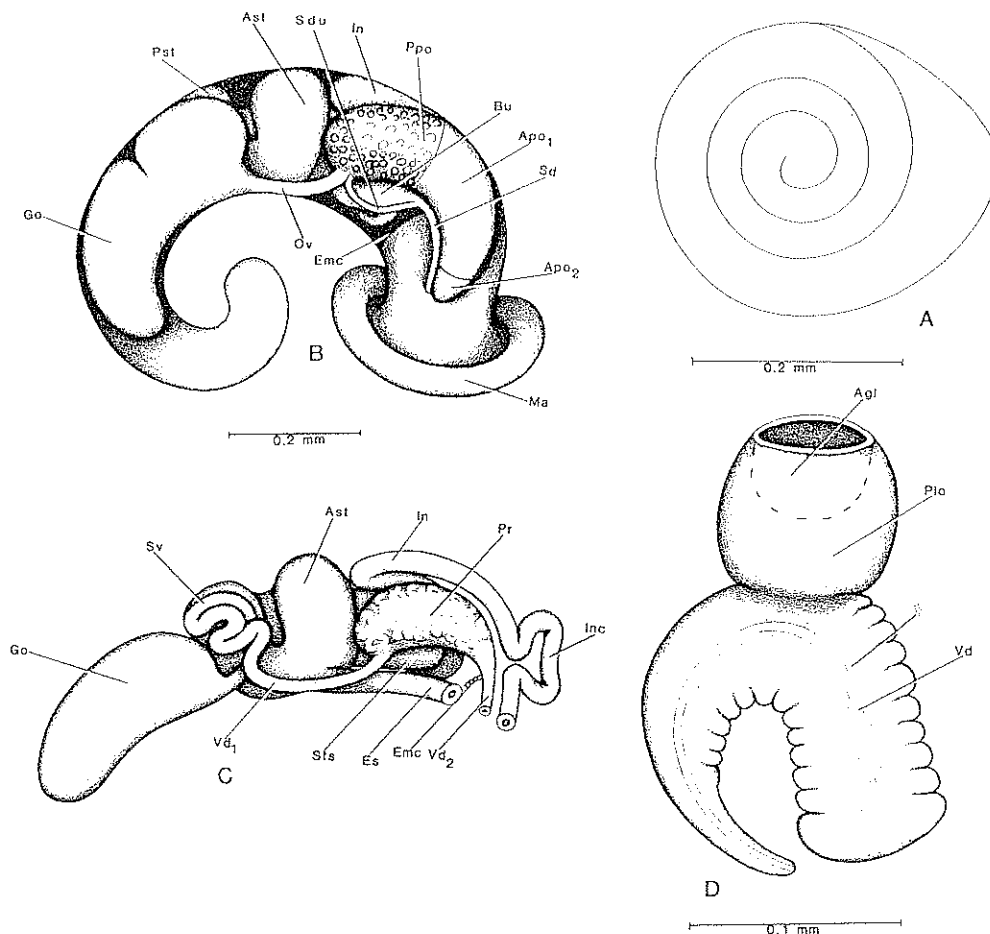 Ast
Sdu
In
Ppo
Pst
Bu
Apo1
Sd
Go
Ov
Emc
Apo2
B
Ma
0.2 mm
A
0.2 mm
Ast
In
Pr
Sv
Inc
Go
Vd1
Sts
Es
Emc
Vd2
C
Agl
Plo
Vd
D
0.1 mm